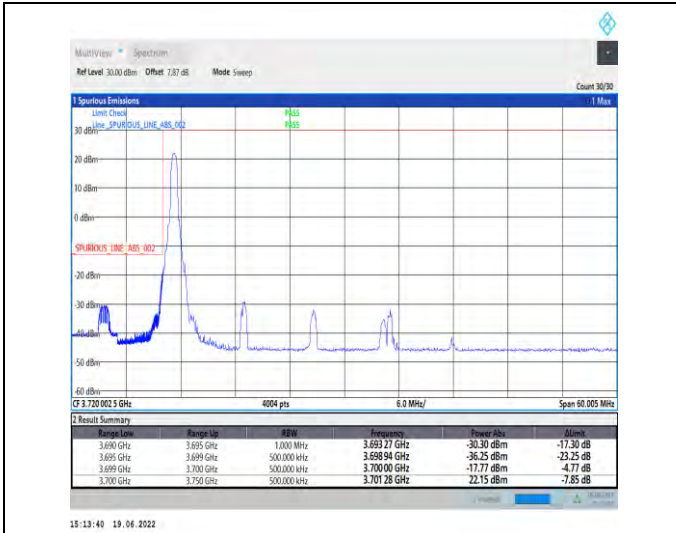 MultiView Spectrum
Ref Level 30.00 dBm Offset 7.87 dB Mode Sweep
Count 30/30
1 Spurious Emissions 1 Max
Limit Check PASS
Line _SPURIOUS_LINE_ABS_002 PASS
30 dBm
20 dBm
10 dBm
0 dBm
_SPURIOUS_LINE_ABS_002
-20 dBm
-30 dBm
-40 dBm
-50 dBm
-60 dBm
CF 3.720 002 5 GHz 4004 pts 6.0 MHz/ Span 60.005 MHz
2 Result Summary
Range Low Range Up RBW Frequency Power Abs ΔLimit
3.690 GHz 3.695 GHz 1.000 MHz 3.693 27 GHz -30.30 dBm -17.30 dB
3.695 GHz 3.699 GHz 500.000 kHz 3.698 94 GHz -36.25 dBm -23.25 dB
3.699 GHz 3.700 GHz 500.000 kHz 3.700 00 GHz -17.77 dBm -4.77 dB
3.700 GHz 3.750 GHz 500.000 kHz 3.701 28 GHz 22.15 dBm -7.85 dB
15:13:40 19.06.2022